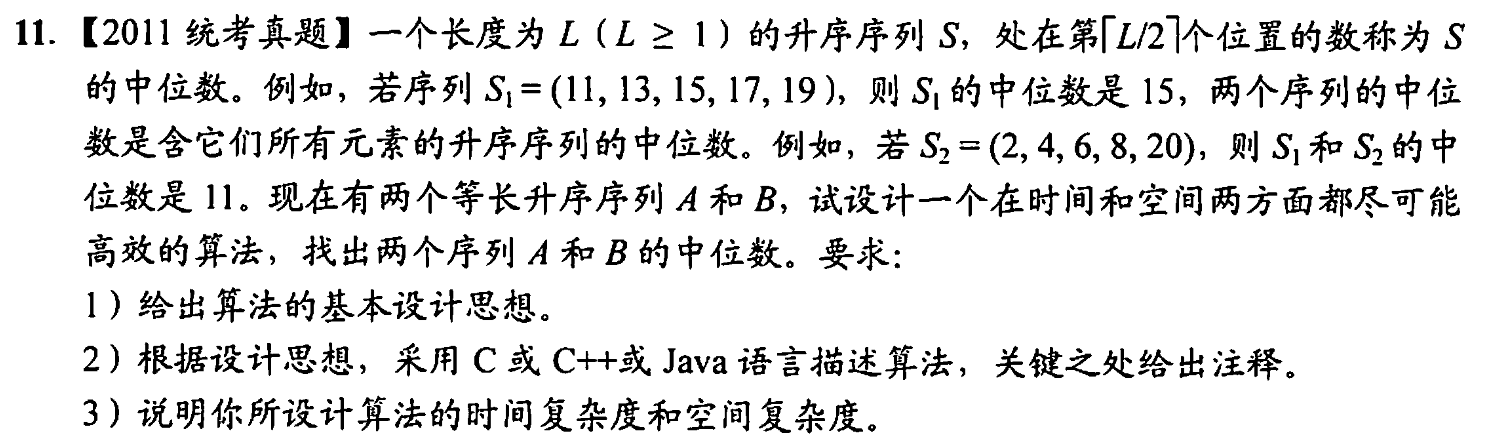 11. 【2011 统考真题】一个长度为 L（L ≥ 1）的升序序列 S，处在第⌈L/2⌉个位置的数称为 S
的中位数。例如，若序列 S₁ = (11, 13, 15, 17, 19 )，则 S₁ 的中位数是 15，两个序列的中位
数是含它们所有元素的升序序列的中位数。例如，若 S₂ = (2, 4, 6, 8, 20)，则 S₁ 和 S₂ 的中
位数是 11。现在有两个等长升序序列 A 和 B，试设计一个在时间和空间两方面都尽可能
高效的算法，找出两个序列 A 和 B 的中位数。要求：
1）给出算法的基本设计思想。
2）根据设计思想，采用 C 或 C++或 Java 语言描述算法，关键之处给出注释。
3）说明你所设计算法的时间复杂度和空间复杂度。